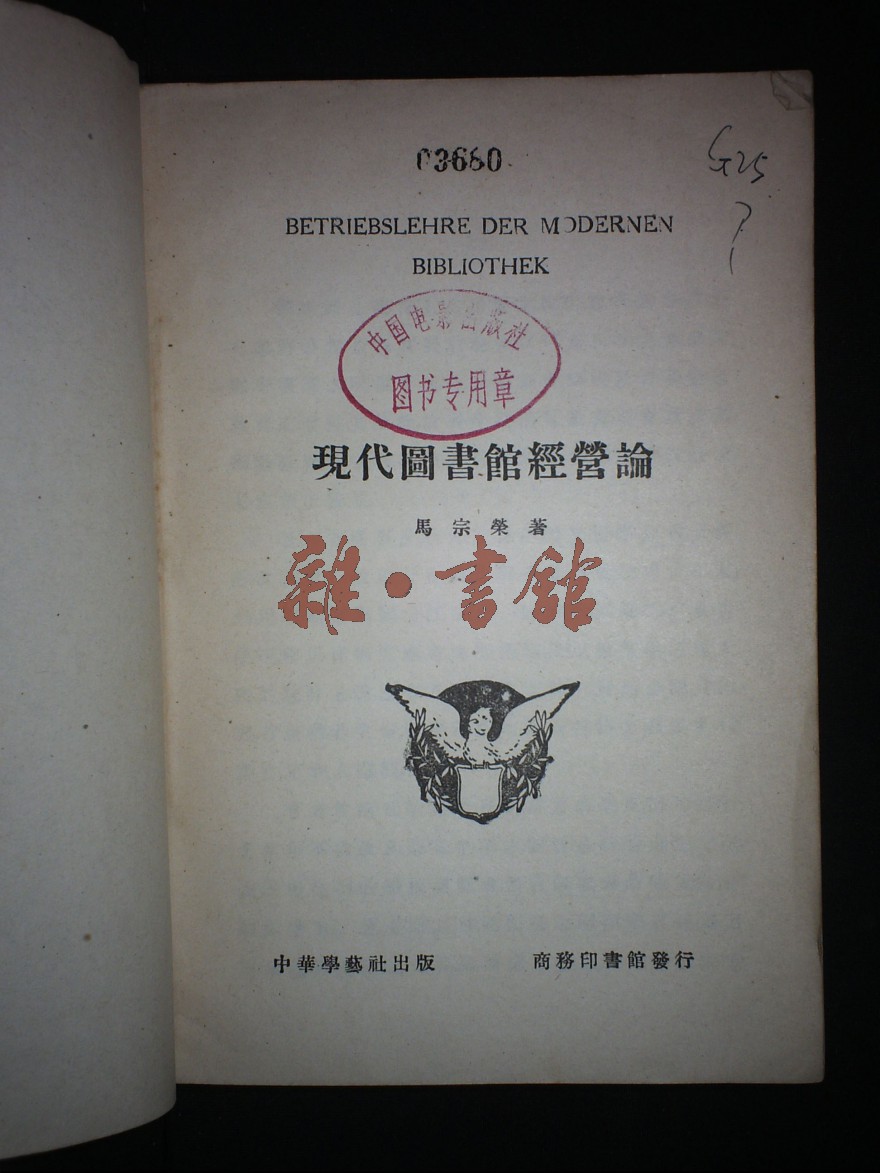 03680
G25
?
BETRIEBSLEHRE DER MODERNEN
BIBLIOTHEK
中国电影出版社
图书专用章
現代圖書館經營論
馬宗榮著
雜·書館
中華學藝社出版
商務印書館發行